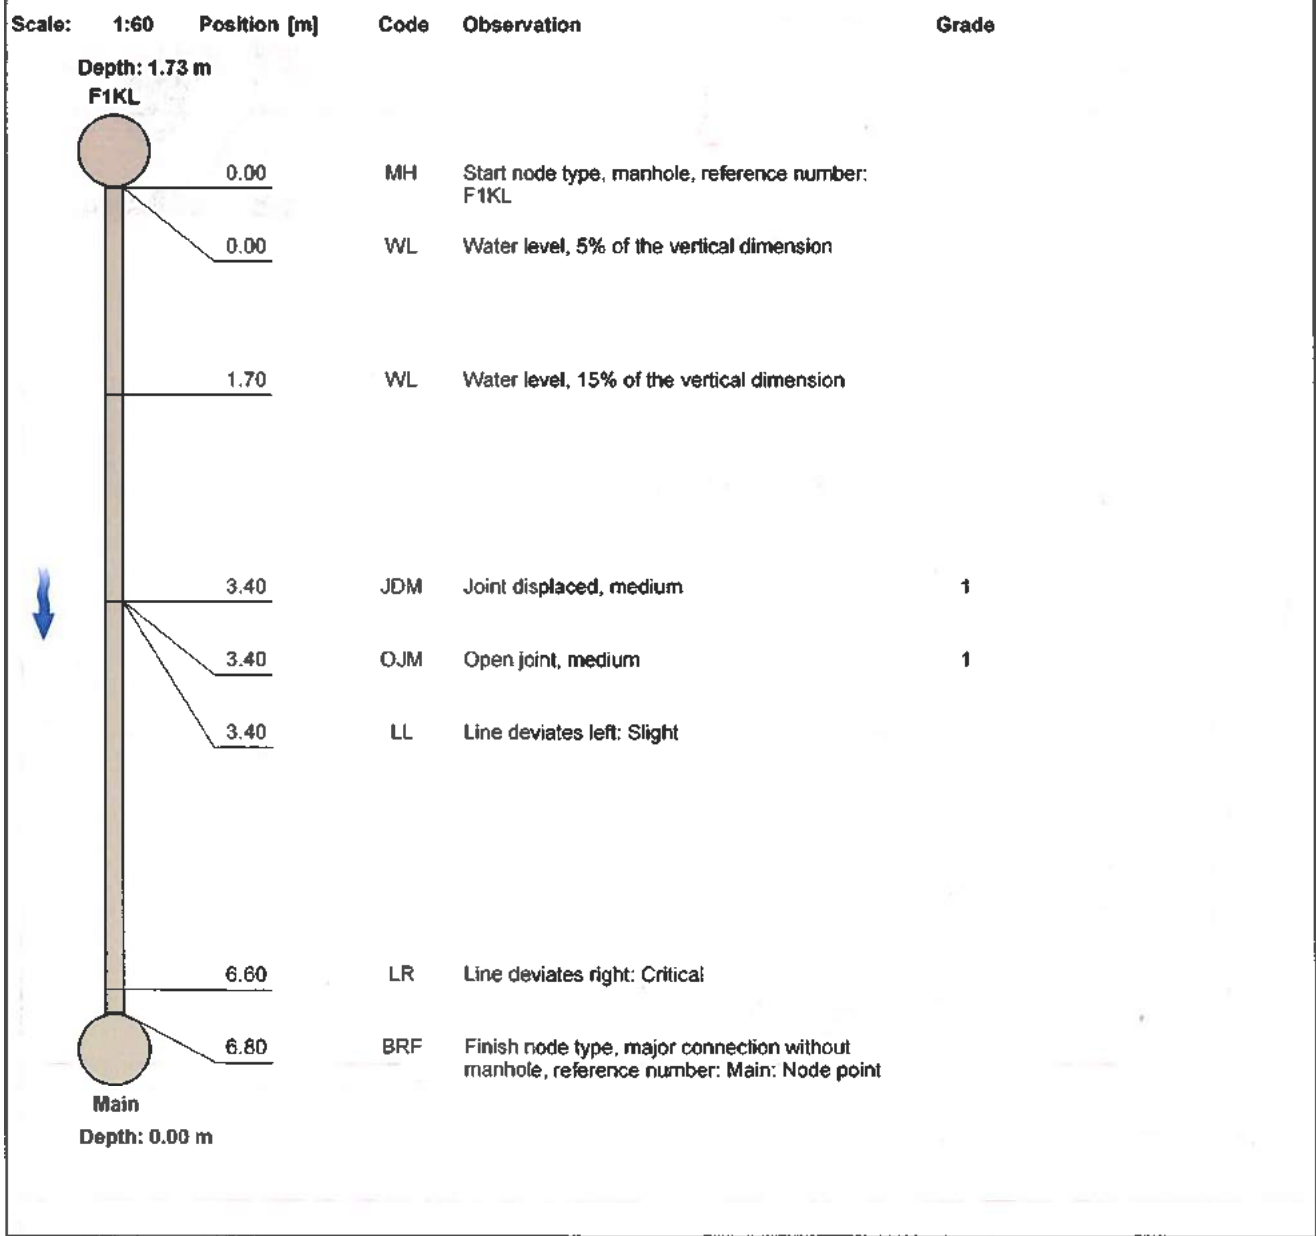 Scale: 1:60 Position [m] Code Observation Grade
Depth: 1.73 m
F1KL
0.00 MH Start node type, manhole, reference number:
F1KL
0.00 WL Water level, 5% of the vertical dimension
1.70 WL Water level, 15% of the vertical dimension
3.40 JDM Joint displaced, medium 1
3.40 OJM Open joint, medium 1
3.40 LL Line deviates left: Slight
6.60 LR Line deviates right: Critical
6.80 BRF Finish node type, major connection without
manhole, reference number: Main: Node point
Main
Depth: 0.00 m